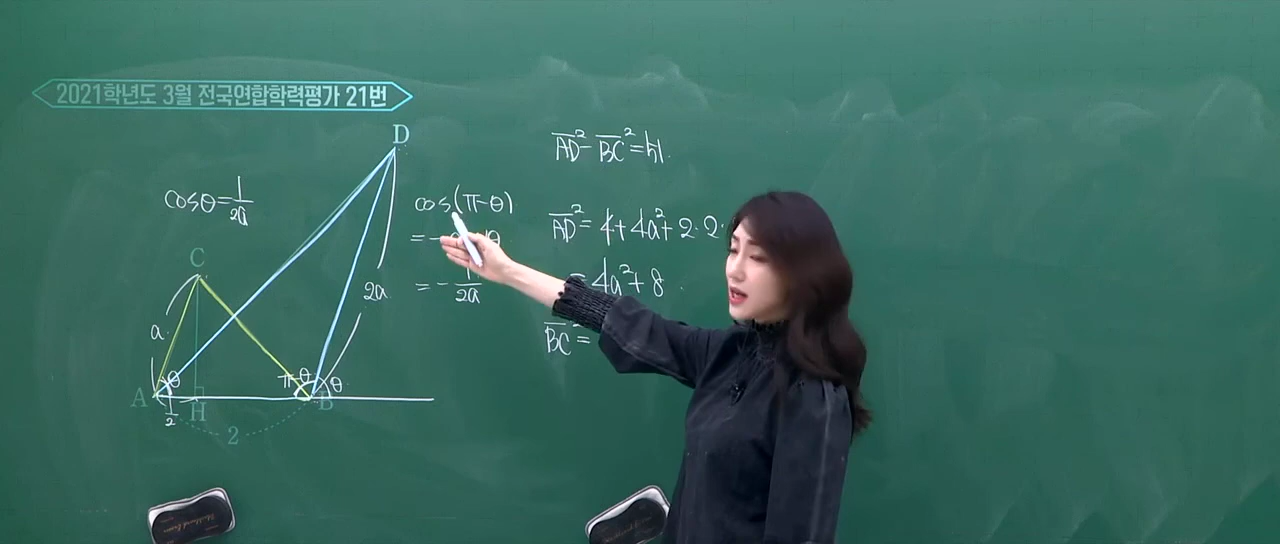 2021학년도 3월 전국연합학력평가 21번
D
cosθ=1/2a
C
a
2a
A
θ
1/2
H
π-θ
θ
B
2
cos(π-θ)
=-
θ
=-1/2a
AD²-BC²=
AD²=4+4a²+2·2·
=4a²+8
BC²=